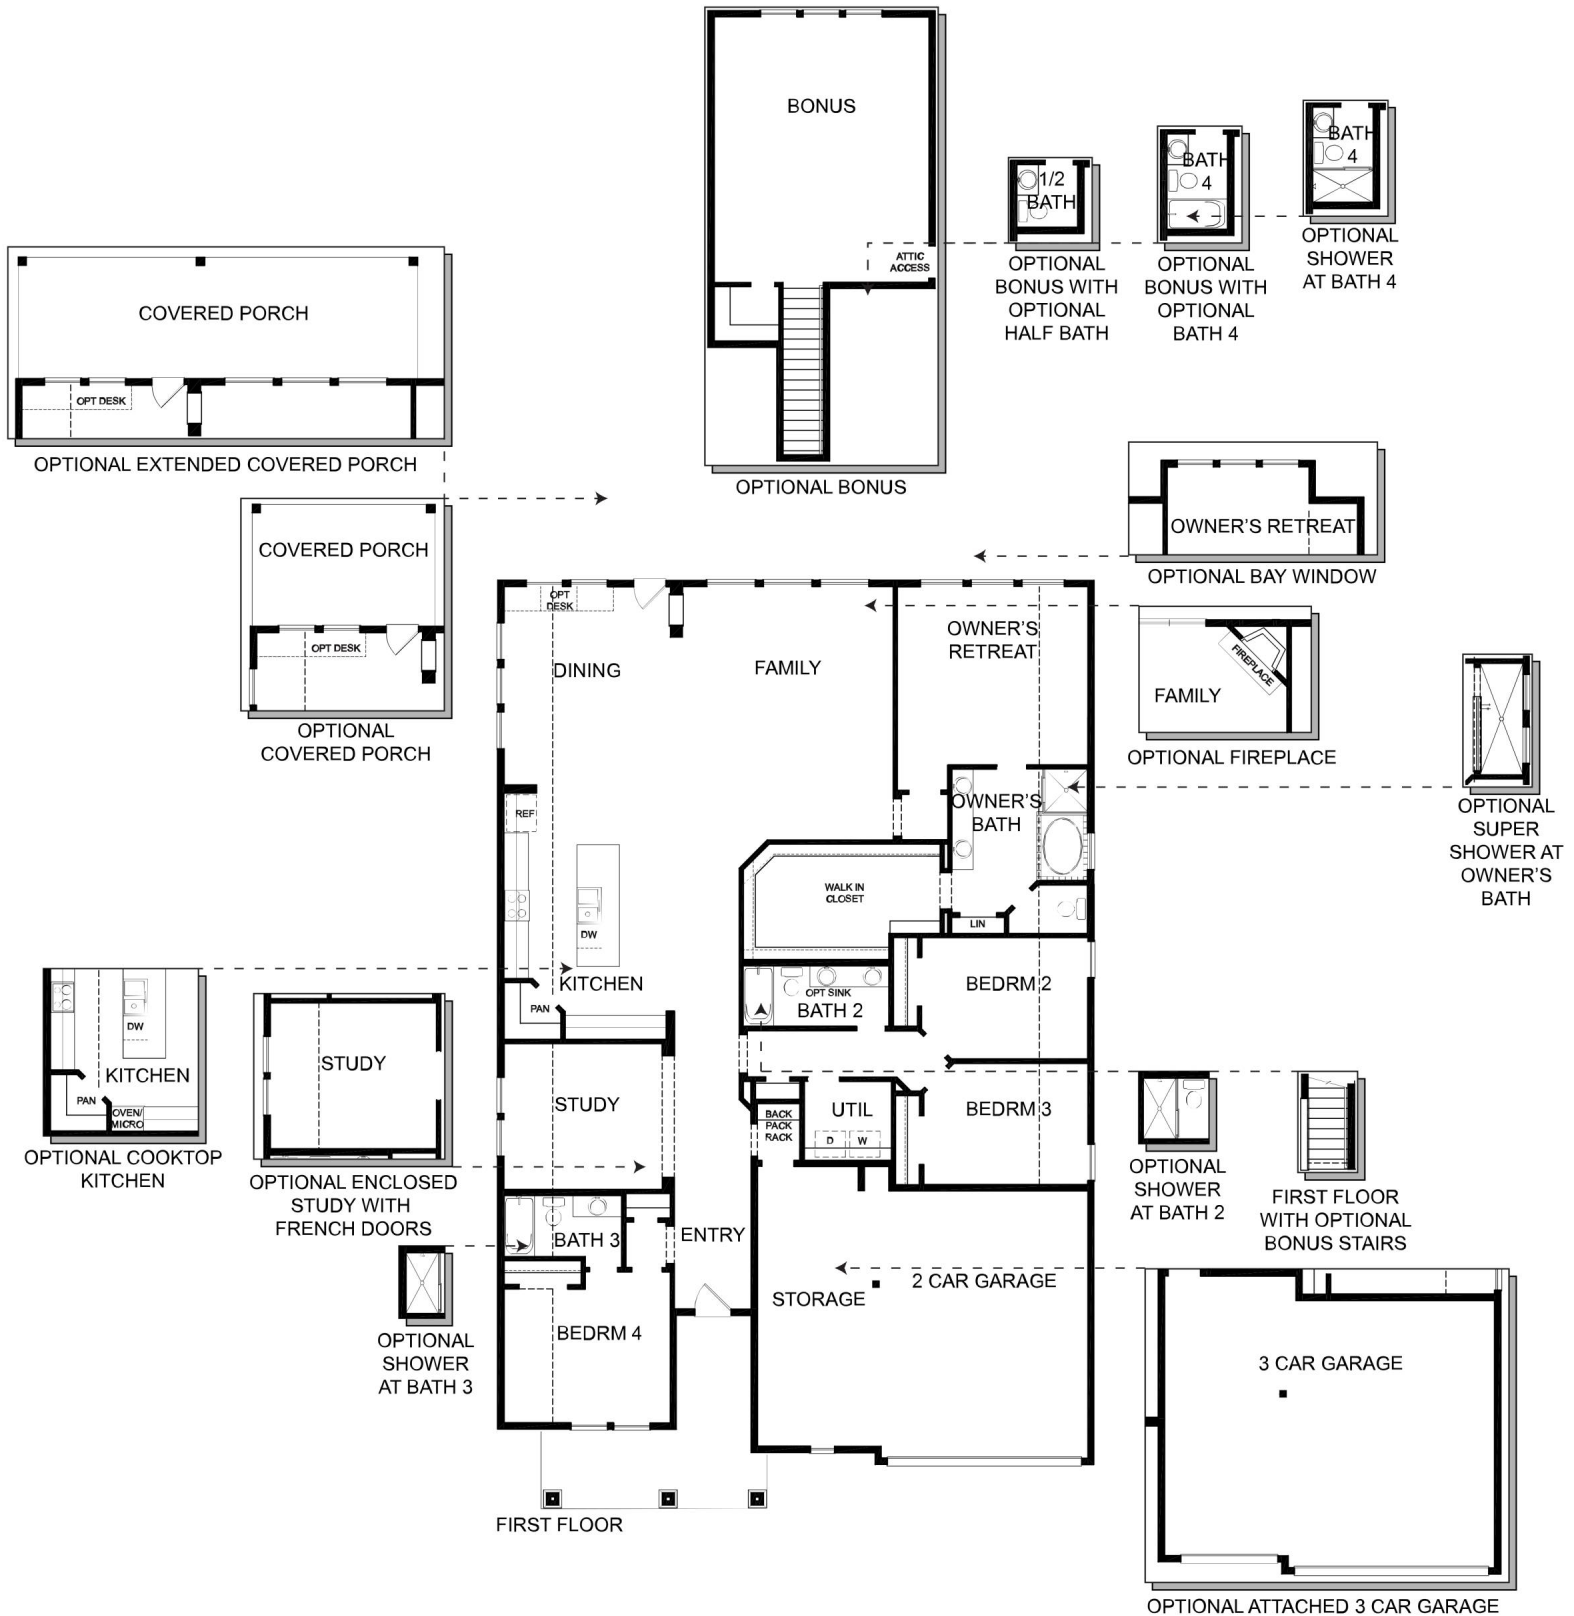 BONUS
ATTIC
ACCESS
OPTIONAL BONUS
1/2
BATH
OPTIONAL
BONUS WITH
OPTIONAL
HALF BATH
BATH
4
OPTIONAL
BONUS WITH
OPTIONAL
BATH 4
BATH
4
OPTIONAL
SHOWER
AT BATH 4
COVERED PORCH
OPT DESK
OPTIONAL EXTENDED COVERED PORCH
COVERED PORCH
OPT DESK
OPTIONAL
COVERED PORCH
OWNER'S RETREAT
OPTIONAL BAY WINDOW
FIREPLACE
FAMILY
OPTIONAL FIREPLACE
OPTIONAL
SUPER
SHOWER AT
OWNER'S
BATH
OPT
DESK
DINING
FAMILY
OWNER'S
RETREAT
REF
OWNER'S
BATH
WALK IN
CLOSET
LIN
DW
KITCHEN
PAN
OPT SINK
BATH 2
BEDRM 2
DW
KITCHEN
PAN
OVEN/
MICRO
OPTIONAL COOKTOP
KITCHEN
STUDY
OPTIONAL ENCLOSED
STUDY WITH
FRENCH DOORS
STUDY
BACK
PACK
RACK
UTIL
D
W
BEDRM 3
OPTIONAL
SHOWER
AT BATH 2
FIRST FLOOR
WITH OPTIONAL
BONUS STAIRS
BATH 3
ENTRY
OPTIONAL
SHOWER
AT BATH 3
BEDRM 4
STORAGE
2 CAR GARAGE
3 CAR GARAGE
FIRST FLOOR
OPTIONAL ATTACHED 3 CAR GARAGE